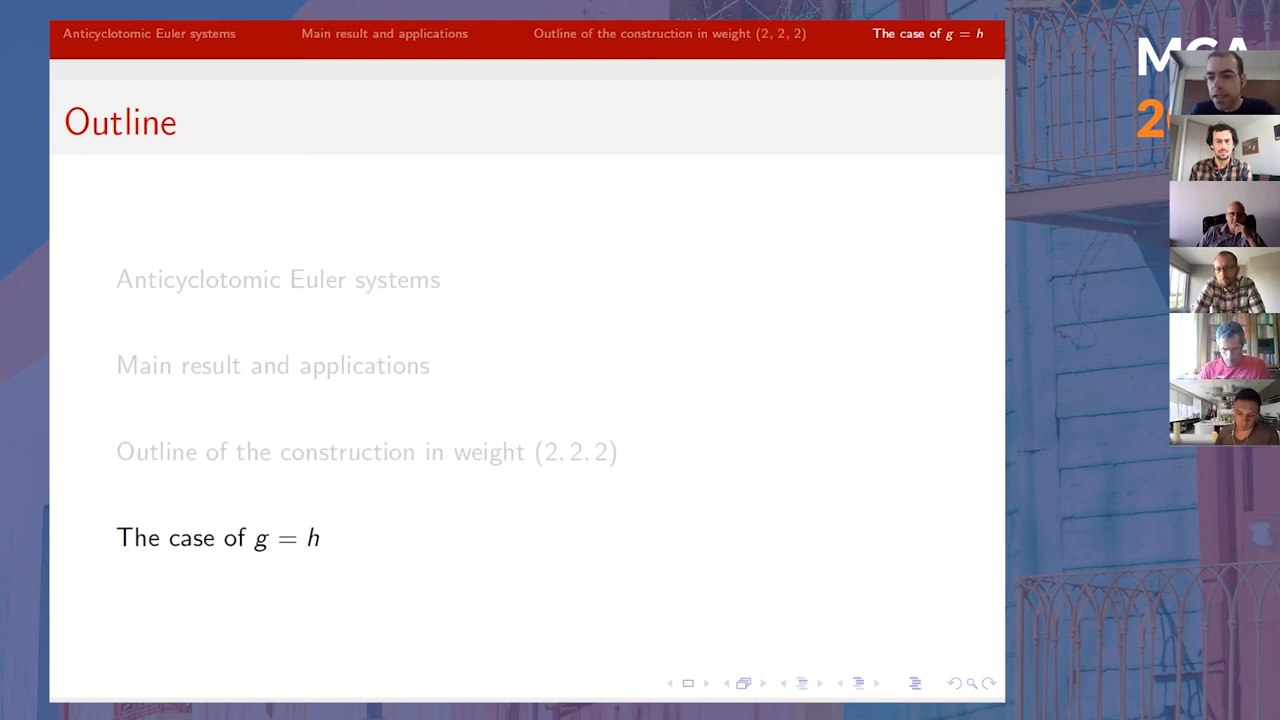 Anticyclotomic Euler systems
Main result and applications
Outline of the construction in weight (2, 2, 2)
The case of g = h
Outline
Anticyclotomic Euler systems
Main result and applications
Outline of the construction in weight (2, 2, 2)
The case of g = h